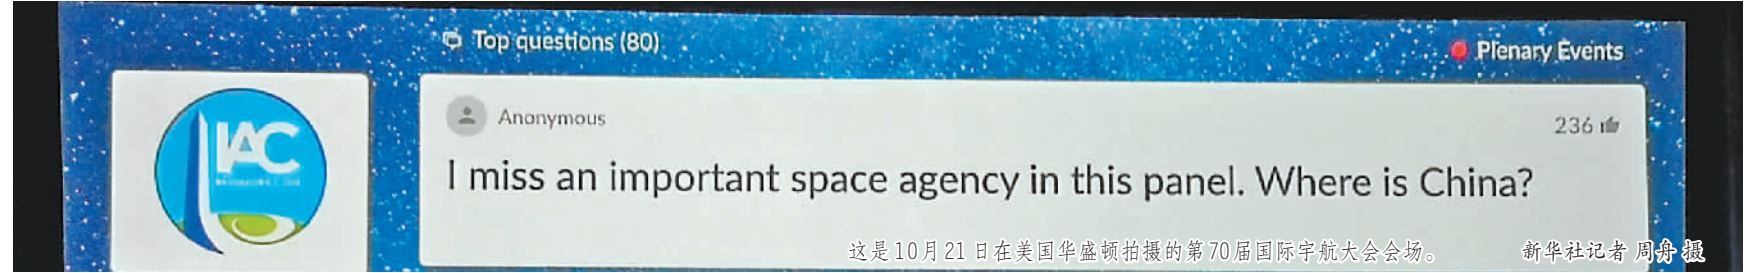 Top questions (80)
Plenary Events
IAC
Anonymous
236
I miss an important space agency in this panel. Where is China?
这是10月21日在美国华盛顿拍摄的第70届国际宇航大会会场。 新华社记者 周舟 摄